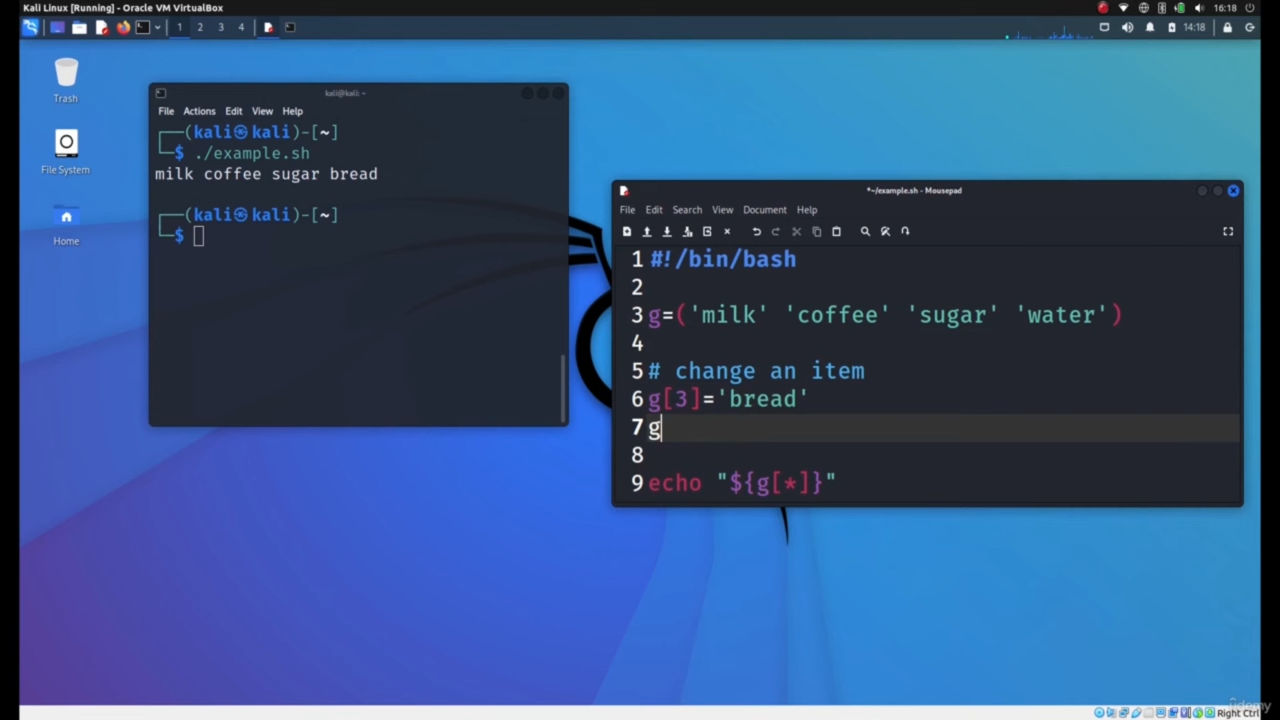 Kali Linux [Running] - Oracle VM VirtualBox
16:18
1 2 3 4
14:18
Trash
File System
Home
kali@kali: ~
File Actions Edit View Help
┌──(kali㉿kali)-[~]
└─$ ./example.sh
milk coffee sugar bread
┌──(kali㉿kali)-[~]
└─$
*~/example.sh - Mousepad
File Edit Search View Document Help
1 #!/bin/bash
2
3 g=('milk' 'coffee' 'sugar' 'water')
4
5 # change an item
6 g[3]='bread'
7 g
8
9 echo "${g[*]}"
udemy
Right Ctrl